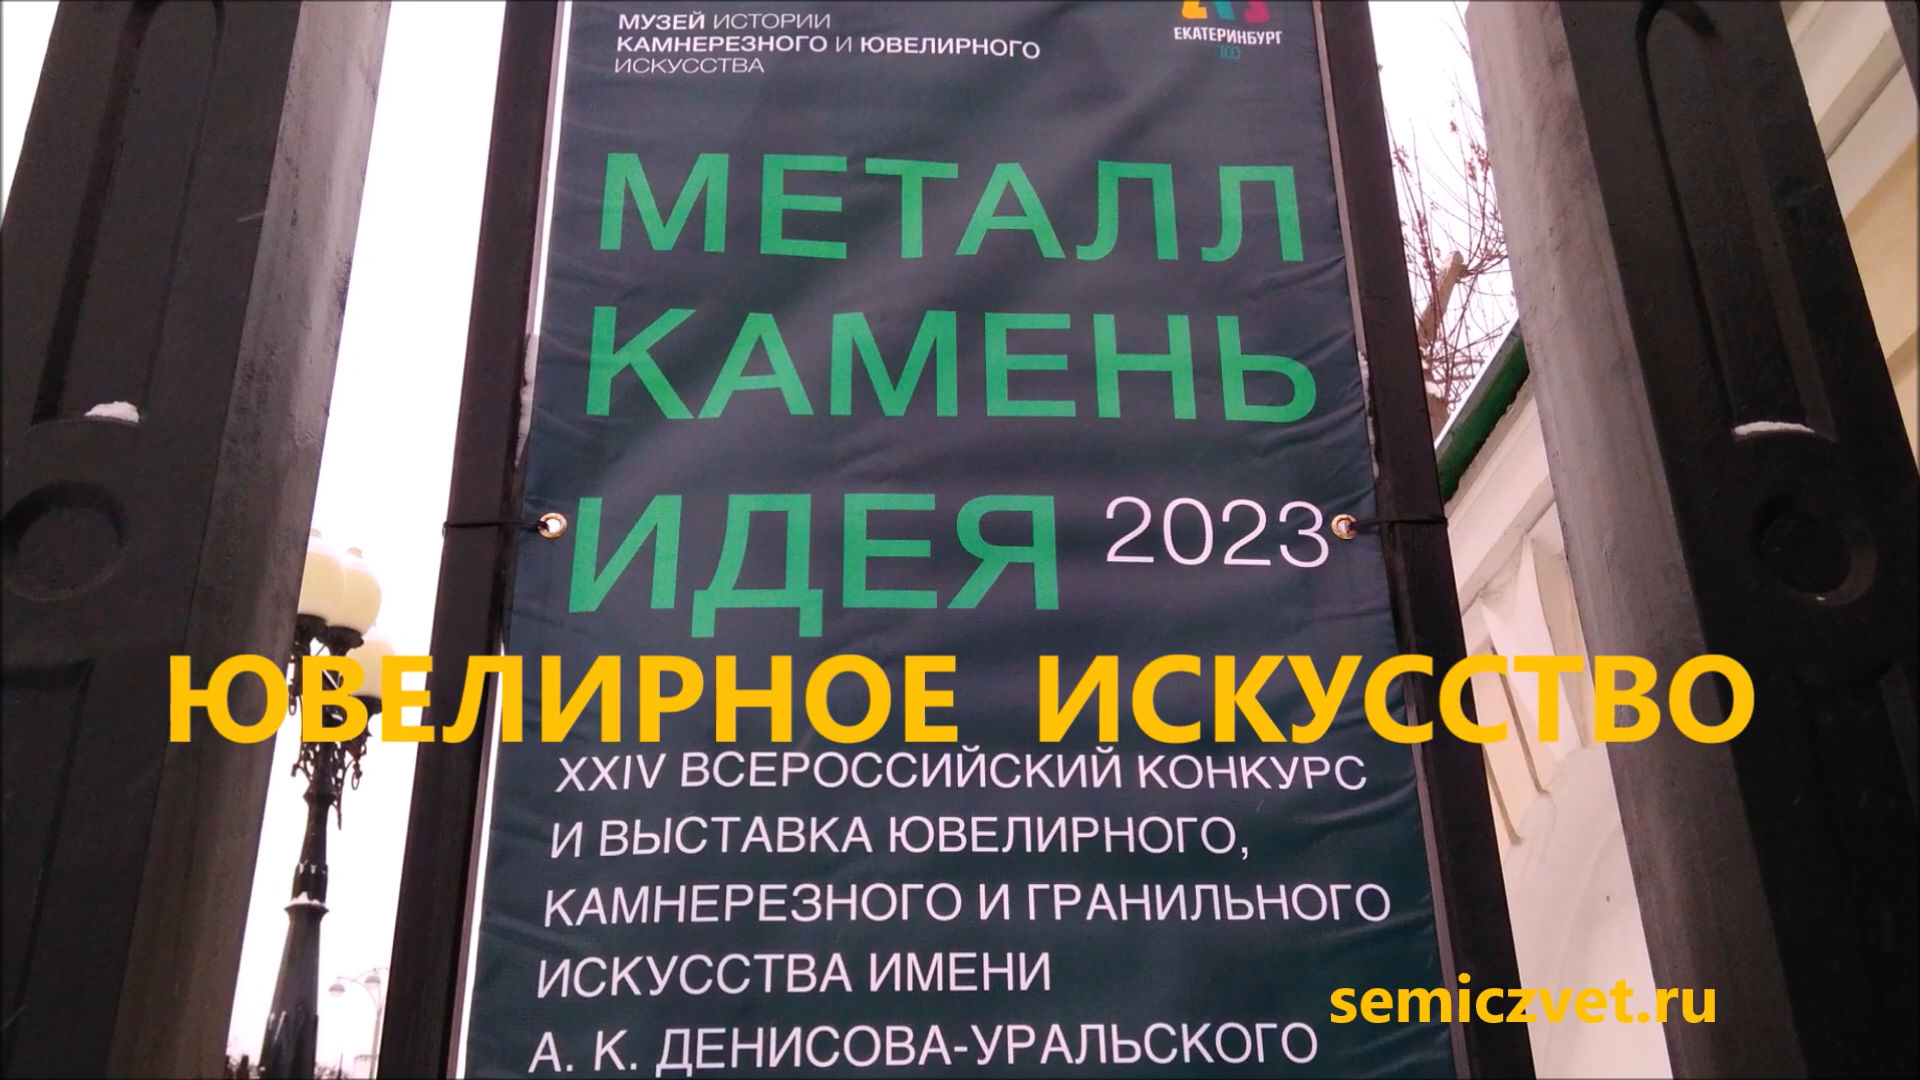 МУЗЕЙ ИСТОРИИ
КАМНЕРЕЗНОГО И ЮВЕЛИРНОГО
ИСКУССТВА
ЕКАТЕРИНБУРГ
300
МЕТАЛЛ
КАМЕНЬ
ИДЕЯ 2023
ЮВЕЛИРНОЕ ИСКУССТВО
XXIV ВСЕРОССИЙСКИЙ КОНКУРС
И ВЫСТАВКА ЮВЕЛИРНОГО,
КАМНЕРЕЗНОГО И ГРАНИЛЬНОГО
ИСКУССТВА ИМЕНИ
А. К. ДЕНИСОВА-УРАЛЬСКОГО
semiczvet.ru